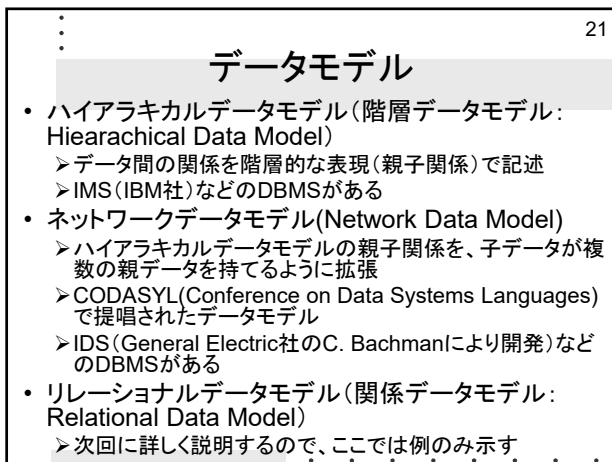 21
データモデル
• ハイアラキカルデータモデル（階層データモデル：
Hiearachical Data Model）
➢データ間の関係を階層的な表現（親子関係）で記述
➢IMS（IBM社）などのDBMSがある
• ネットワークデータモデル(Network Data Model)
➢ハイアラキカルデータモデルの親子関係を、子データが複
数の親データを持てるように拡張
➢CODASYL(Conference on Data Systems Languages)
で提唱されたデータモデル
➢IDS（General Electric社のC. Bachmanにより開発）など
のDBMSがある
• リレーショナルデータモデル（関係データモデル：
Relational Data Model）
➢次回に詳しく説明するので、ここでは例のみ示す